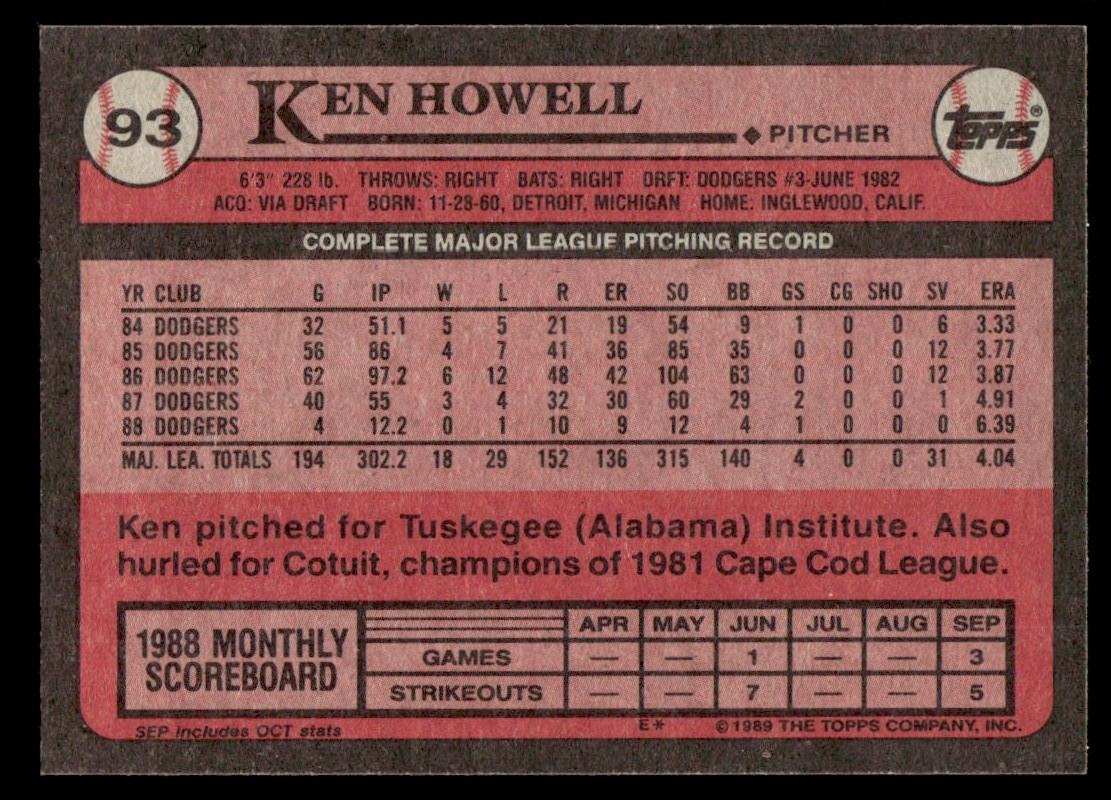 93 KEN HOWELL topps®
◆ PITCHER
6'3" 228 lb. THROWS: RIGHT BATS: RIGHT DRFT: DODGERS #3-JUNE 1982
ACQ: VIA DRAFT BORN: 11-28-60, DETROIT, MICHIGAN HOME: INGLEWOOD, CALIF.
COMPLETE MAJOR LEAGUE PITCHING RECORD
YR CLUB G IP W L R ER SO BB GS CG SHO SV ERA
84 DODGERS 32 51.1 5 5 21 19 54 9 1 0 0 6 3.33
85 DODGERS 56 86 4 7 41 36 85 35 0 0 0 12 3.77
86 DODGERS 62 97.2 6 12 48 42 104 63 0 0 0 12 3.87
87 DODGERS 40 55 3 4 32 30 60 29 2 0 0 1 4.91
88 DODGERS 4 12.2 0 1 10 9 12 4 1 0 0 0 6.39
MAJ. LEA. TOTALS 194 302.2 18 29 152 136 315 140 4 0 0 31 4.04
Ken pitched for Tuskegee (Alabama) Institute. Also
hurled for Cotuit, champions of 1981 Cape Cod League.
1988 MONTHLY
SCOREBOARD
APR MAY JUN JUL AUG SEP
GAMES — — 1 — — 3
STRIKEOUTS — — 7 — — 5
SEP includes OCT stats E* ©1989 THE TOPPS COMPANY, INC.